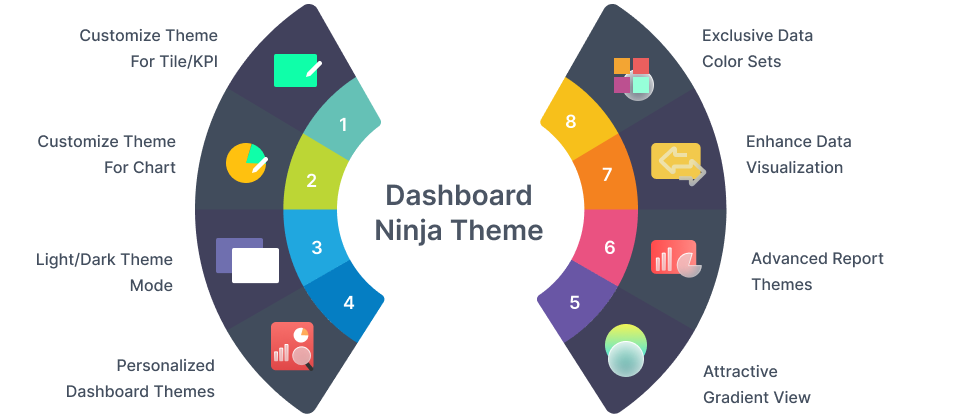 Customize Theme
For Tile/KPI
1
Customize Theme
For Chart
2
Light/Dark Theme
Mode
3
Personalized
Dashboard Themes
4
Dashboard
Ninja Theme
Exclusive Data
Color Sets
8
Enhance Data
Visualization
7
Advanced Report
Themes
6
Attractive
Gradient View
5